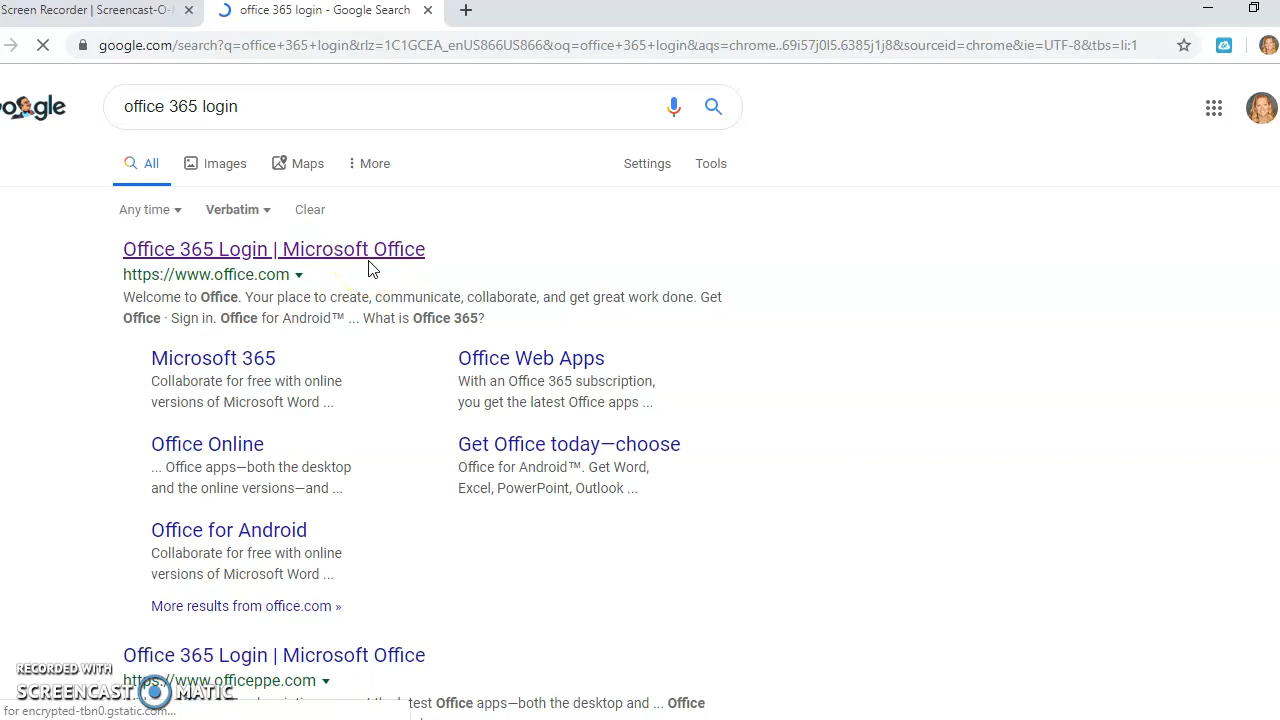 Screen Recorder | Screencast-O-
office 365 login - Google Search
google.com/search?q=office+365+login&rlz=1C1GCEA_enUS866US866&oq=office+365+login&aqs=chrome..69i57j0l5.6385j1j8&sourceid=chrome&ie=UTF-8&tbs=li:1
office 365 login
All Images Maps More Settings Tools
Any time Verbatim Clear
Office 365 Login | Microsoft Office
https://www.office.com
Welcome to Office. Your place to create, communicate, collaborate, and get great work done. Get
Office · Sign in. Office for Android™ ... What is Office 365?
Microsoft 365
Collaborate for free with online
versions of Microsoft Word ...
Office Web Apps
With an Office 365 subscription,
you get the latest Office apps ...
Office Online
... Office apps—both the desktop
and the online versions—and ...
Get Office today—choose
Office for Android™. Get Word,
Excel, PowerPoint, Outlook ...
Office for Android
Collaborate for free with online
versions of Microsoft Word ...
More results from office.com »
Office 365 Login | Microsoft Office
https://www.officeppe.com
test Office apps—both the desktop and ... Office
RECORDED WITH
SCREENCAST MATIC
for encrypted-tbn0.gstatic.com...